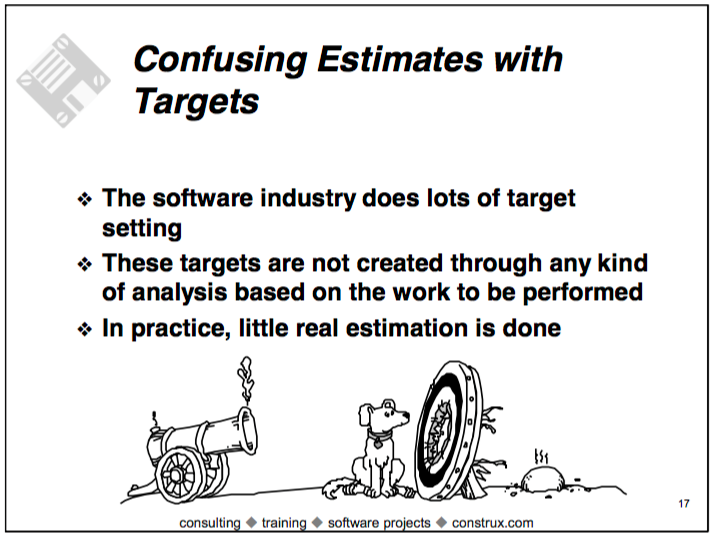 Confusing Estimates with
Targets
❖ The software industry does lots of target
setting
❖ These targets are not created through any kind
of analysis based on the work to be performed
❖ In practice, little real estimation is done
17
consulting ◆ training ◆ software projects ◆ construx.com